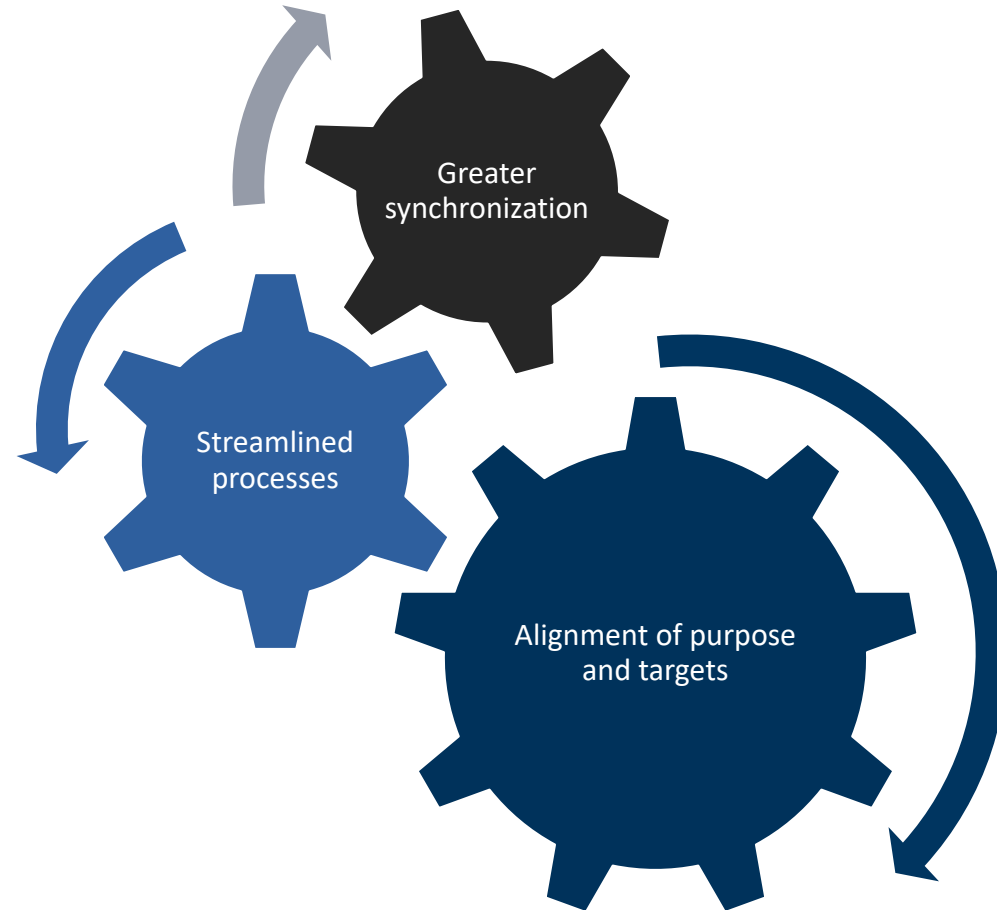 Greater
synchronization
Streamlined
processes
Alignment of purpose
and targets